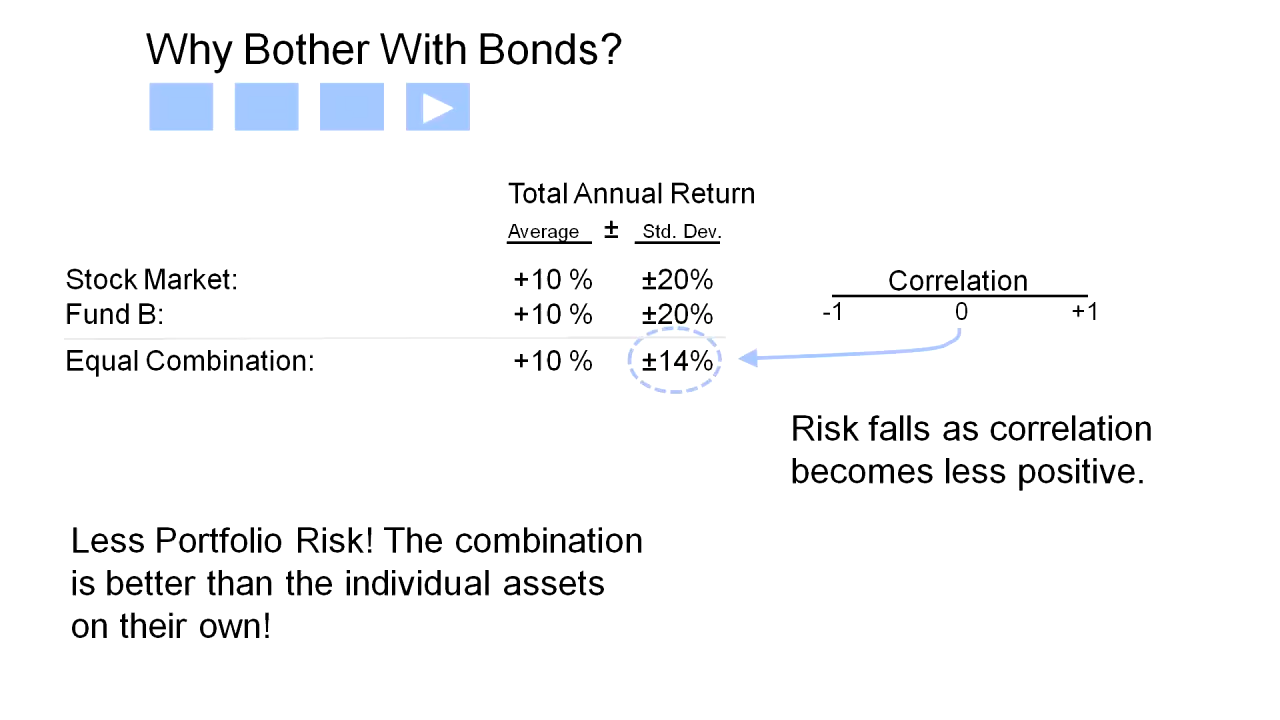 Why Bother With Bonds?
Total Annual Return
Average ± Std. Dev.
Stock Market: +10 % ±20%
Fund B: +10 % ±20%
Equal Combination: +10 % ±14%
Correlation
-1 0 +1
Risk falls as correlation
becomes less positive.
Less Portfolio Risk! The combination
is better than the individual assets
on their own!